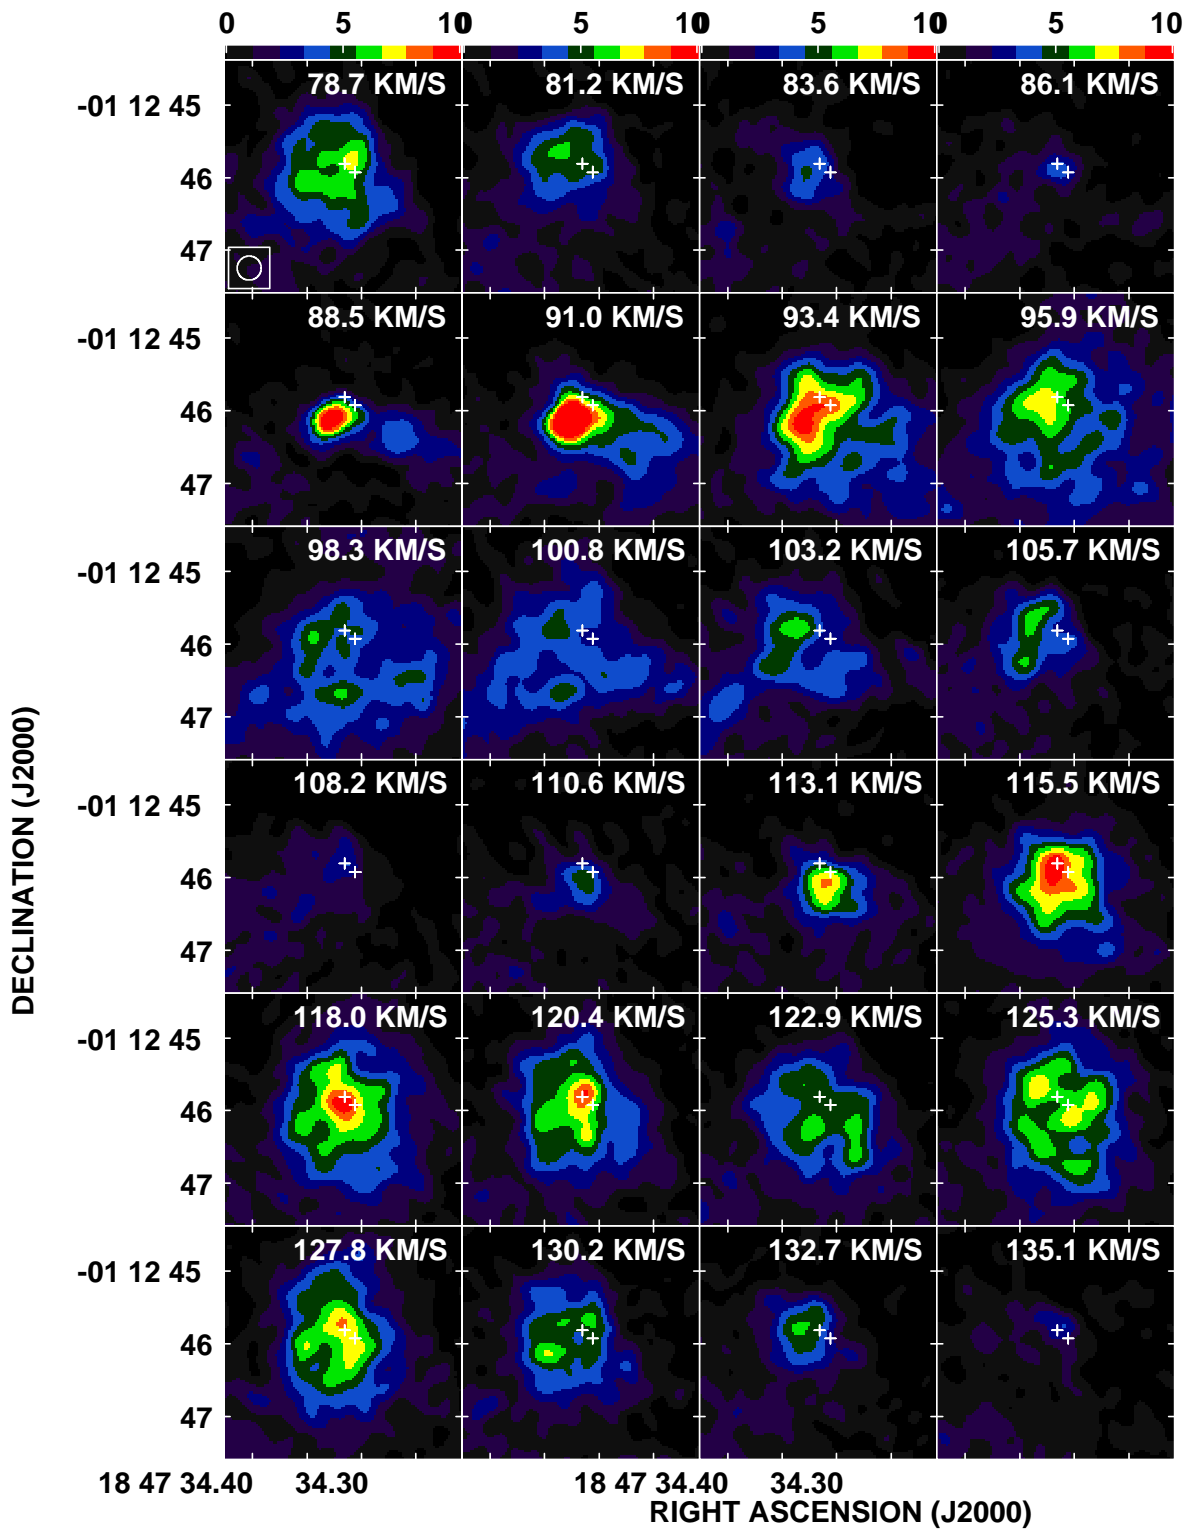 0 5 10 0 5 10 0 5 10 0 5 10
78.7 KM/S 81.2 KM/S 83.6 KM/S 86.1 KM/S
-01 12 45
46
47
88.5 KM/S 91.0 KM/S 93.4 KM/S 95.9 KM/S
-01 12 45
46
47
98.3 KM/S 100.8 KM/S 103.2 KM/S 105.7 KM/S
-01 12 45
46
47
108.2 KM/S 110.6 KM/S 113.1 KM/S 115.5 KM/S
-01 12 45
46
47
118.0 KM/S 120.4 KM/S 122.9 KM/S 125.3 KM/S
-01 12 45
46
47
127.8 KM/S 130.2 KM/S 132.7 KM/S 135.1 KM/S
-01 12 45
46
47
DECLINATION (J2000)
18 47 34.40 34.30 18 47 34.40 34.30
RIGHT ASCENSION (J2000)